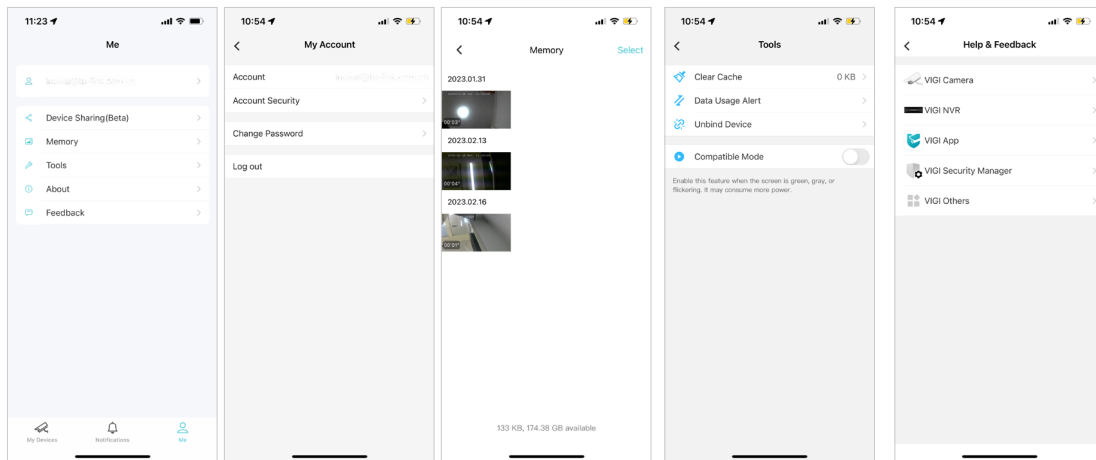 11:23
Me
Device Sharing(Beta)
Memory
Tools
About
Feedback
My Devices
Notifications
Me
10:54
My Account
Account
Account Security
Change Password
Log out
10:54
Memory
Select
2023.01.31
00'03"
2023.02.13
00'04"
2023.02.16
00'01"
133 KB, 174.38 GB available
10:54
Tools
Clear Cache
0 KB
Data Usage Alert
Unbind Device
Compatible Mode
Enable this feature when the screen is green, gray, or
flickering. It may consume more power.
10:54
Help & Feedback
VIGI Camera
VIGI NVR
VIGI App
VIGI Security Manager
VIGI Others